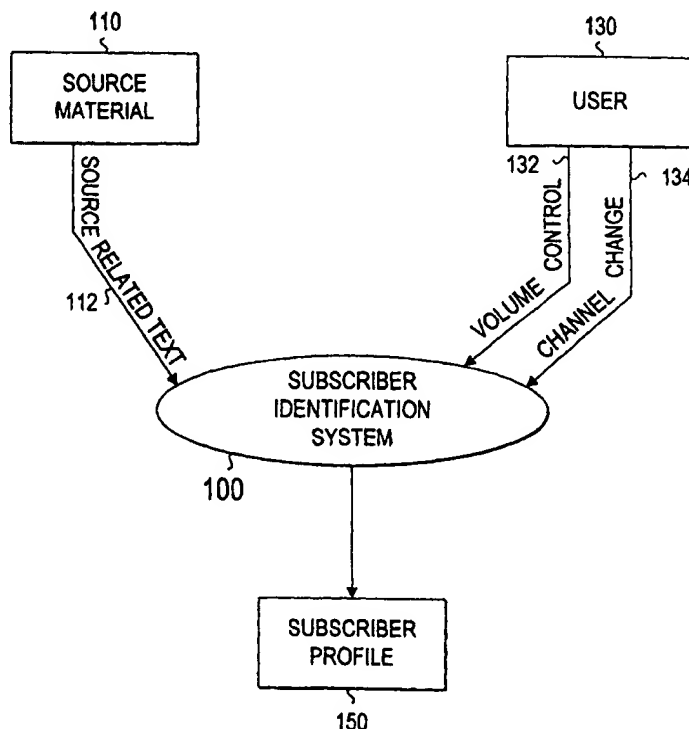 110
SOURCE
MATERIAL
130
USER
132
134
SOURCE RELATED TEXT
112
VOLUME CONTROL
CHANNEL CHANGE
SUBSCRIBER
IDENTIFICATION
SYSTEM
100
SUBSCRIBER
PROFILE
150